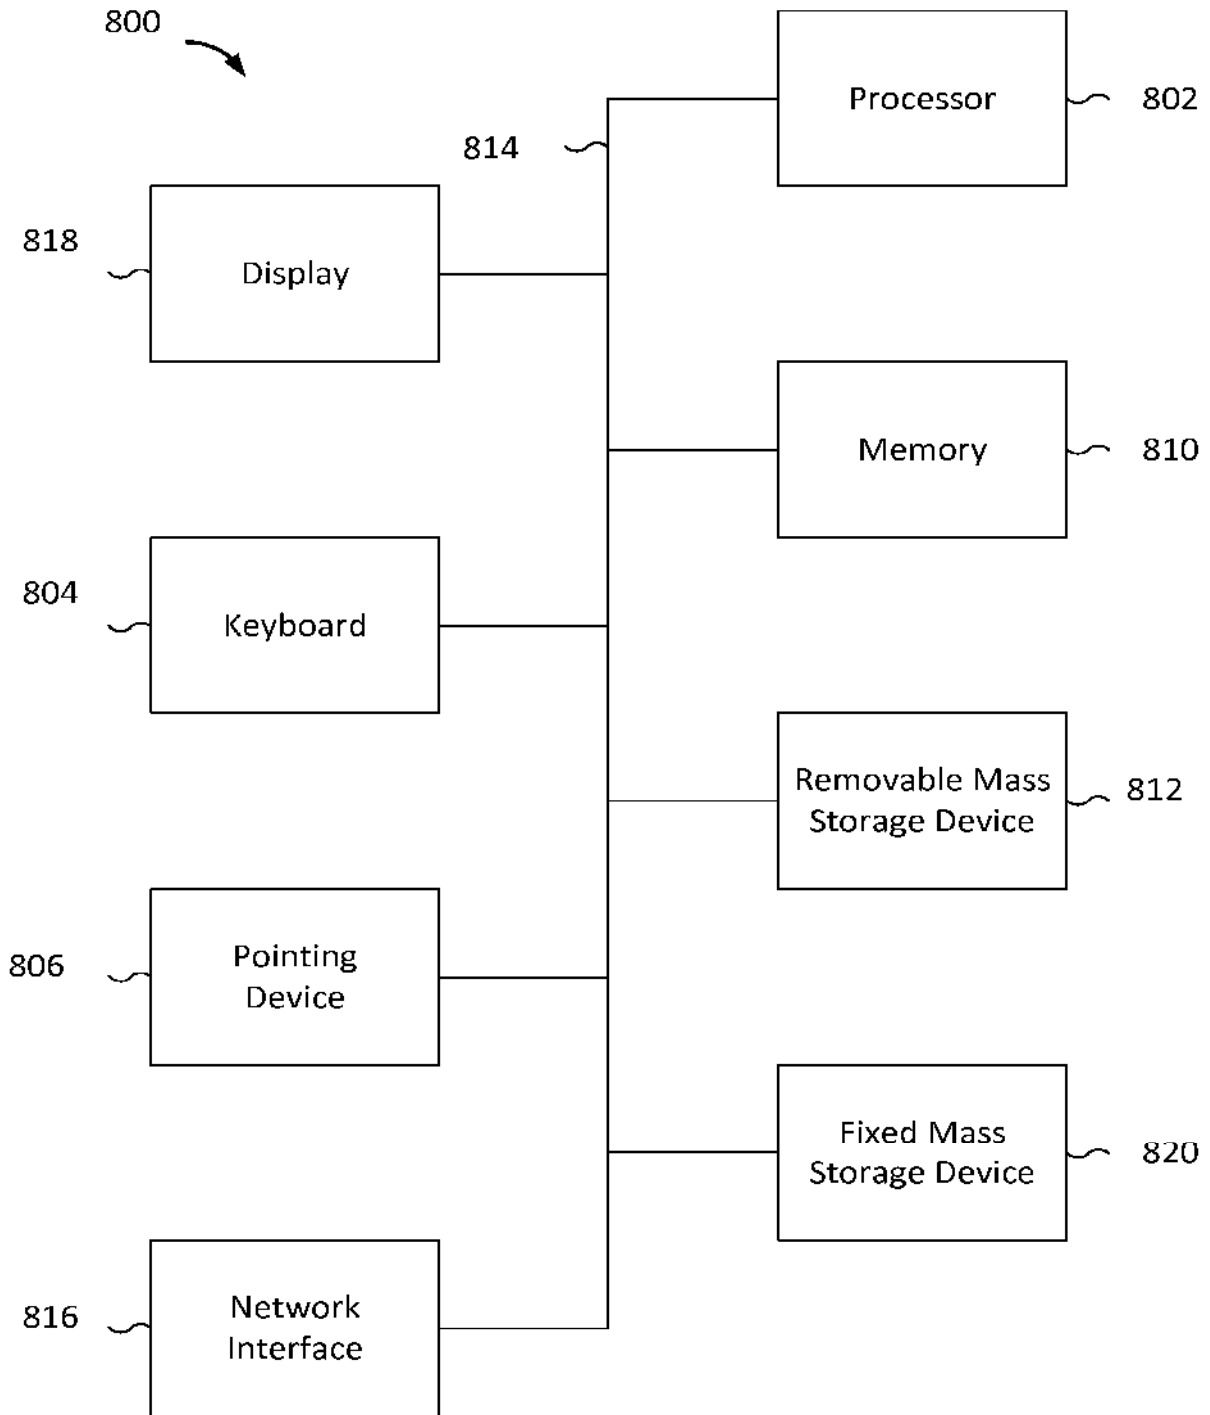 800
Processor
802
814
818
Display
Memory
810
804
Keyboard
Removable Mass
Storage Device
812
806
Pointing
Device
Fixed Mass
Storage Device
820
816
Network
Interface